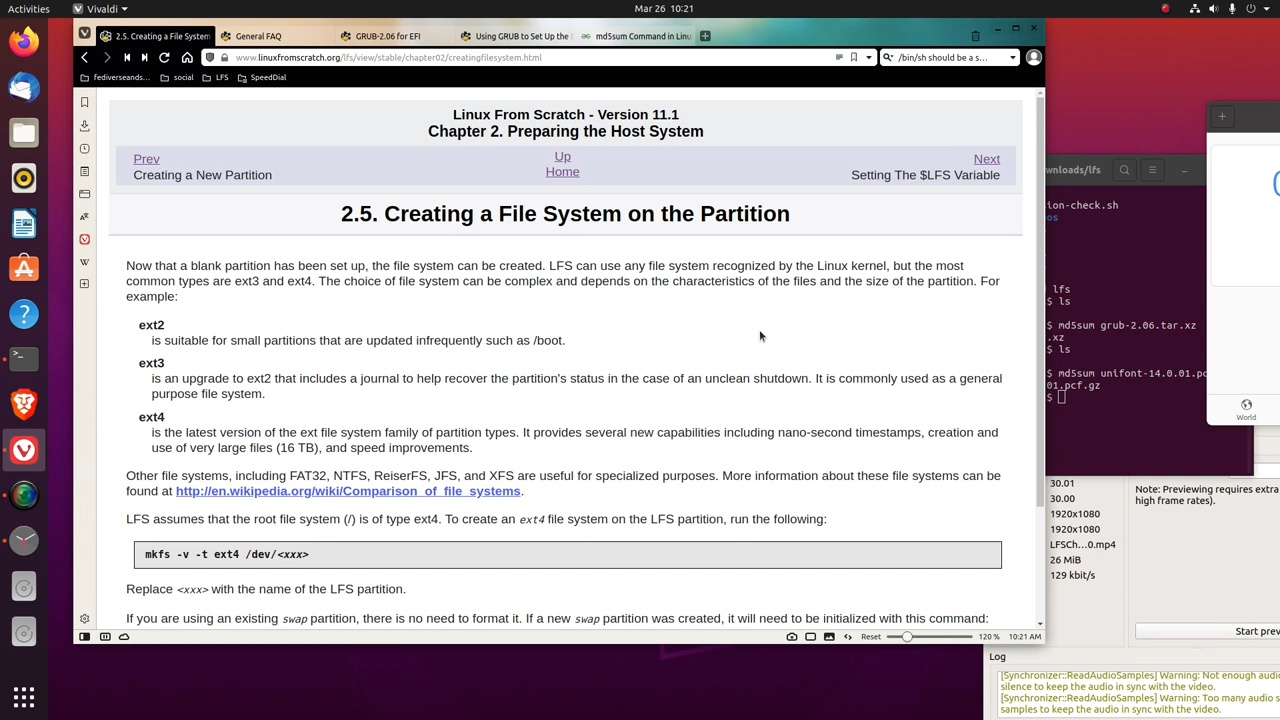 Activities
Vivaldi
Mar 26 10:21
2.5. Creating a File System
General FAQ
GRUB-2.06 for EFI
Using GRUB to Set Up the
md5sum Command in Linu
www.linuxfromscratch.org/lfs/view/stable/chapter02/creatingfilesystem.html
/bin/sh should be a s...
fediverseands...
social
LFS
SpeedDial
Linux From Scratch - Version 11.1
Chapter 2. Preparing the Host System
Prev
Creating a New Partition
Up
Home
Next
Setting The $LFS Variable
2.5. Creating a File System on the Partition
Now that a blank partition has been set up, the file system can be created. LFS can use any file system recognized by the Linux kernel, but the most
common types are ext3 and ext4. The choice of file system can be complex and depends on the characteristics of the files and the size of the partition. For
example:
ext2
is suitable for small partitions that are updated infrequently such as /boot.
ext3
is an upgrade to ext2 that includes a journal to help recover the partition's status in the case of an unclean shutdown. It is commonly used as a general
purpose file system.
ext4
is the latest version of the ext file system family of partition types. It provides several new capabilities including nano-second timestamps, creation and
use of very large files (16 TB), and speed improvements.
Other file systems, including FAT32, NTFS, ReiserFS, JFS, and XFS are useful for specialized purposes. More information about these file systems can be
found at http://en.wikipedia.org/wiki/Comparison_of_file_systems.
LFS assumes that the root file system (/) is of type ext4. To create an ext4 file system on the LFS partition, run the following:
mkfs -v -t ext4 /dev/<xxx>
Replace <xxx> with the name of the LFS partition.
If you are using an existing swap partition, there is no need to format it. If a new swap partition was created, it will need to be initialized with this command:
Reset
120 %
10:21 AM
wnloads/lfs
ion-check.sh
os
lfs
$ ls
$ md5sum grub-2.06.tar.xz
.xz
$ ls
$ md5sum unifont-14.0.01.pc
01.pcf.gz
$
World
30.01
30.00
1920x1080
1920x1080
LFSCh...0.mp4
26 MiB
129 kbit/s
Note: Previewing requires extra
high frame rates).
Start prev
Log
[Synchronizer::ReadAudioSamples] Warning: Not enough audio
silence to keep the audio in sync with the video.
[Synchronizer::ReadAudioSamples] Warning: Too many audio s
samples to keep the audio in sync with the video.